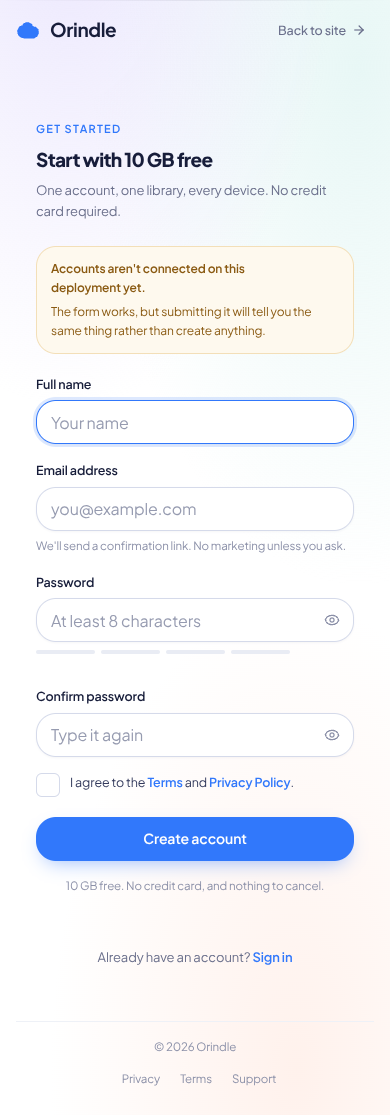 Orindle
Back to site
GET STARTED
Start with 10 GB free
One account, one library, every device. No credit
card required.
Accounts aren't connected on this
deployment yet.
The form works, but submitting it will tell you the
same thing rather than create anything.
Full name
Your name
Email address
you@example.com
We'll send a confirmation link. No marketing unless you ask.
Password
At least 8 characters
Confirm password
Type it again
I agree to the Terms and Privacy Policy.
Create account
10 GB free. No credit card, and nothing to cancel.
Already have an account? Sign in
© 2026 Orindle
Privacy Terms Support